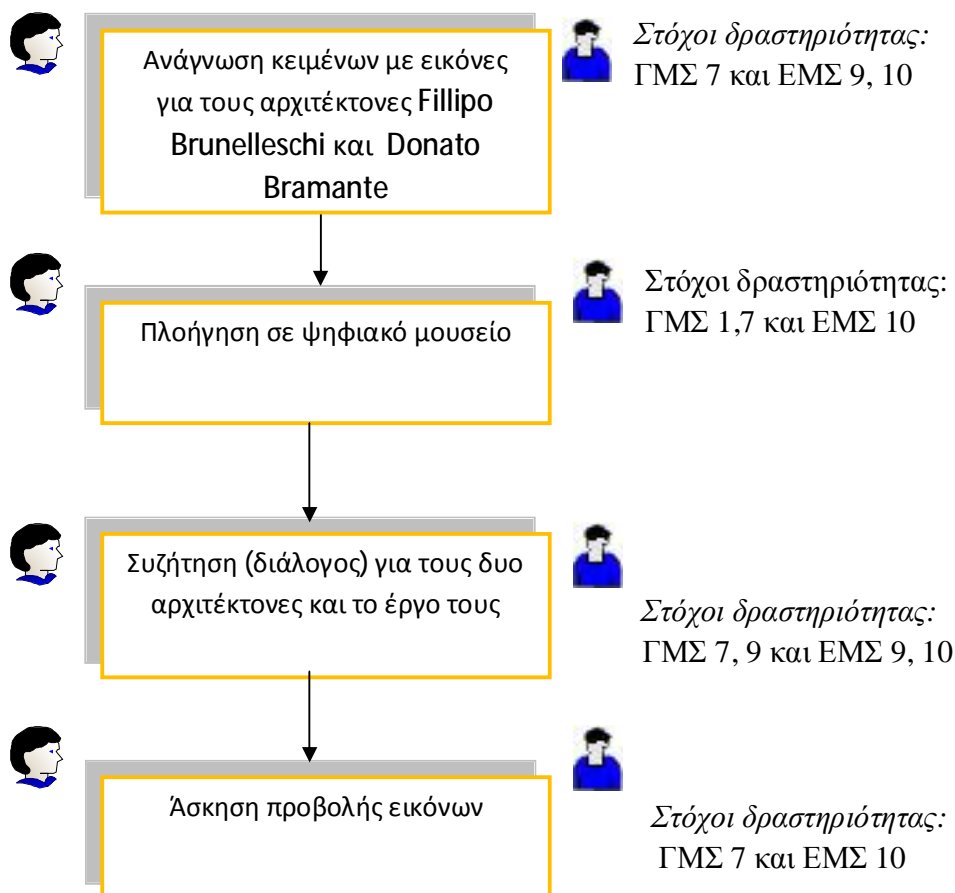 Ανάγνωση κειμένων με εικόνες
για τους αρχιτέκτονες Fillipo
Brunelleschi και Donato
Bramante
Στόχοι δραστηριότητας:
ΓΜΣ 7 και ΕΜΣ 9, 10
Πλοήγηση σε ψηφιακό μουσείο
Στόχοι δραστηριότητας:
ΓΜΣ 1,7 και ΕΜΣ 10
Συζήτηση (διάλογος) για τους δυο
αρχιτέκτονες και το έργο τους
Στόχοι δραστηριότητας:
ΓΜΣ 7, 9 και ΕΜΣ 9, 10
Άσκηση προβολής εικόνων
Στόχοι δραστηριότητας:
ΓΜΣ 7 και ΕΜΣ 10